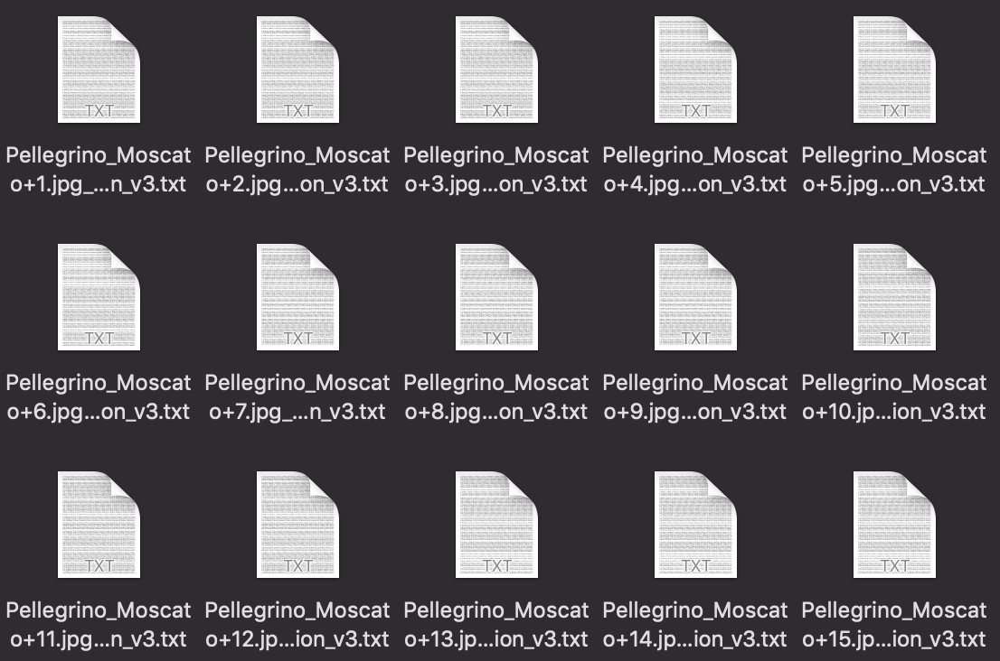 TXT TXT TXT TXT TXT
Pellegrino_Moscat Pellegrino_Moscat Pellegrino_Moscat Pellegrino_Moscat Pellegrino_Moscat
o+1.jpg_...n_v3.txt o+2.jpg...on_v3.txt o+3.jpg...on_v3.txt o+4.jpg...on_v3.txt o+5.jpg...on_v3.txt
TXT TXT TXT TXT TXT
Pellegrino_Moscat Pellegrino_Moscat Pellegrino_Moscat Pellegrino_Moscat Pellegrino_Moscat
o+6.jpg...on_v3.txt o+7.jpg_...n_v3.txt o+8.jpg...on_v3.txt o+9.jpg...on_v3.txt o+10.jp...ion_v3.txt
TXT TXT TXT TXT TXT
Pellegrino_Moscat Pellegrino_Moscat Pellegrino_Moscat Pellegrino_Moscat Pellegrino_Moscat
o+11.jpg...n_v3.txt o+12.jp...ion_v3.txt o+13.jp...ion_v3.txt o+14.jp...ion_v3.txt o+15.jp...ion_v3.txt